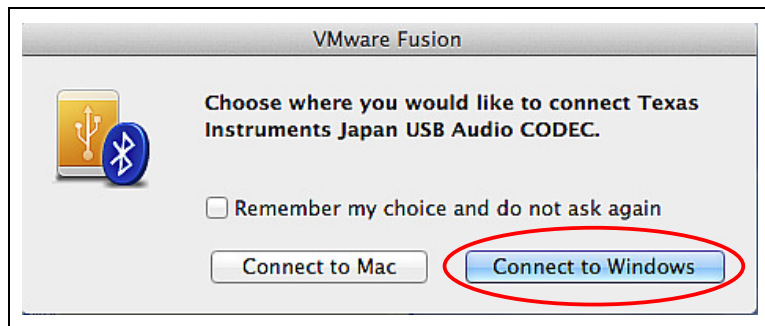 VMware Fusion
Choose where you would like to connect Texas
Instruments Japan USB Audio CODEC.
Remember my choice and do not ask again
Connect to Mac
Connect to Windows